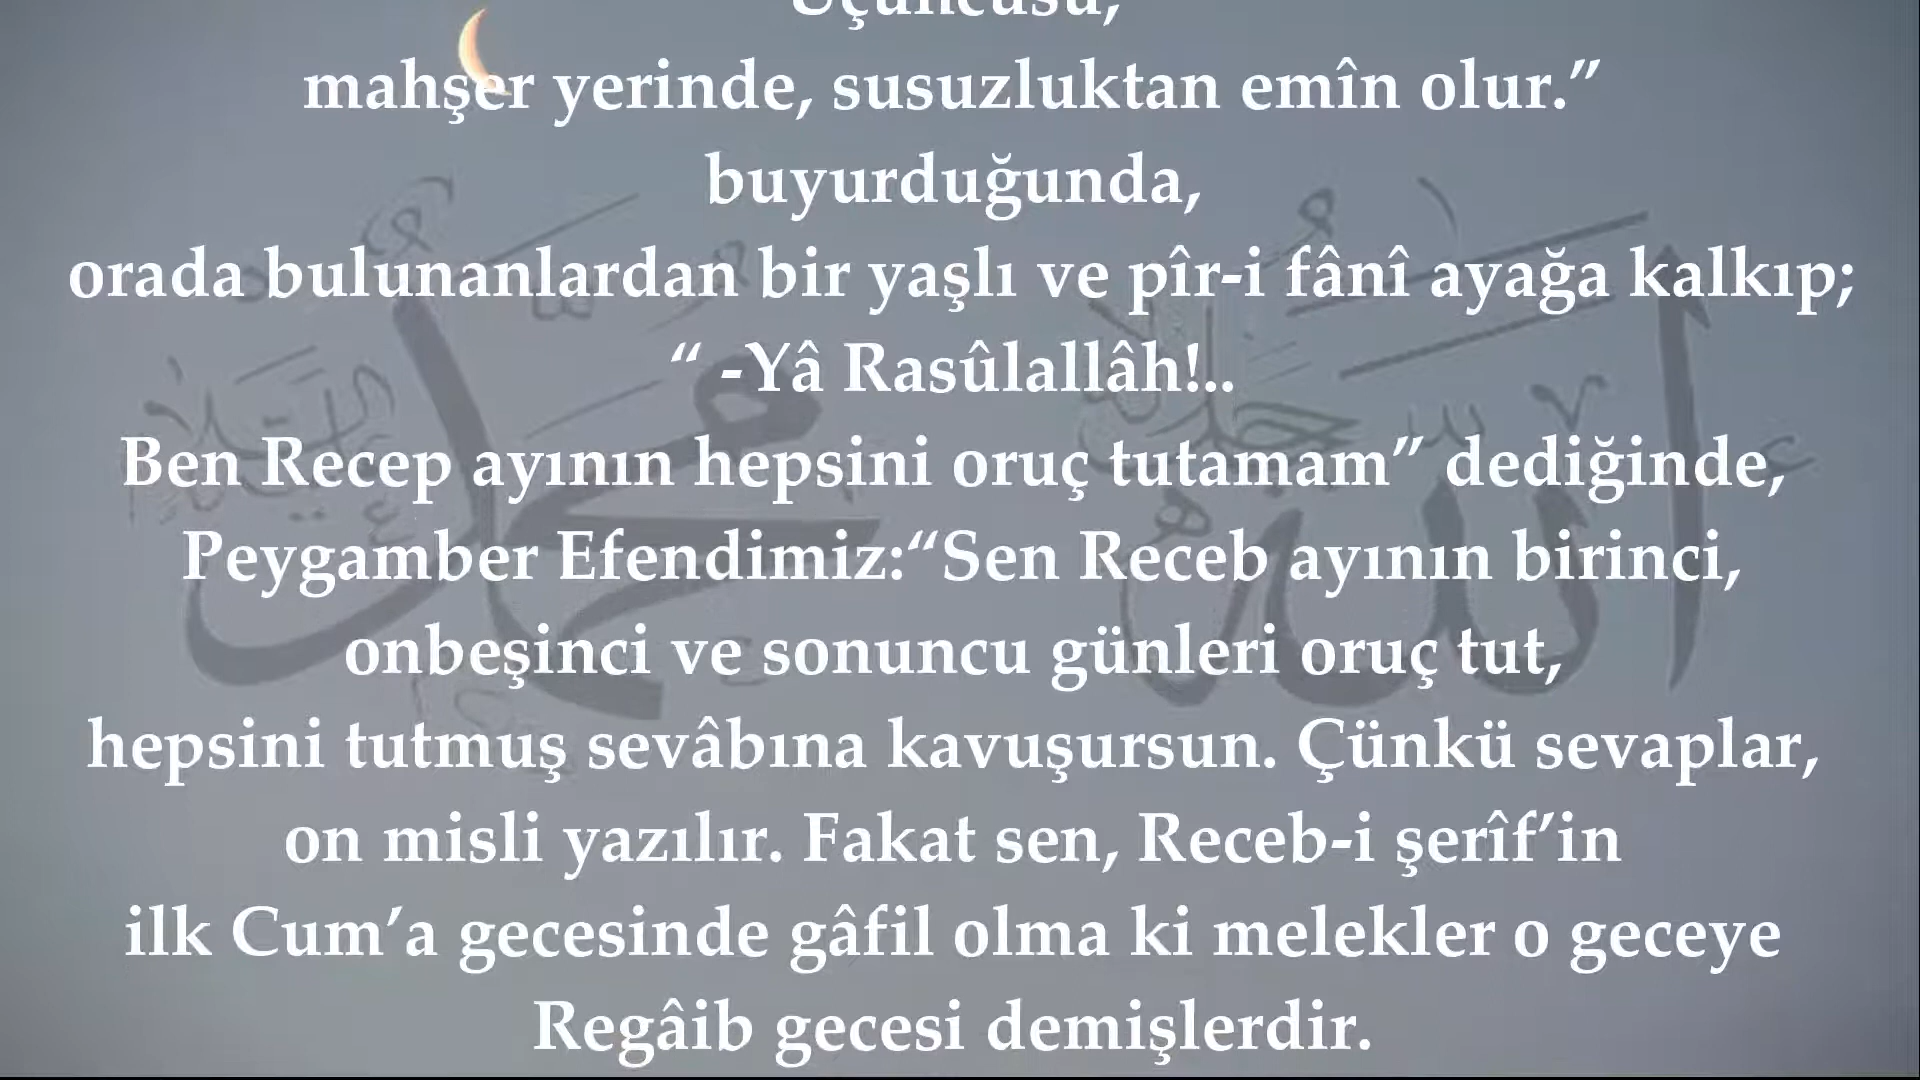 Üçüncüsü,
mahşer yerinde, susuzluktan emîn olur.”
buyurduğunda,
orada bulunanlardan bir yaşlı ve pîr-i fânî ayağa kalkıp;
“ -Yâ Rasûlallâh!..
Ben Recep ayının hepsini oruç tutamam” dediğinde,
Peygamber Efendimiz:“Sen Receb ayının birinci,
onbeşinci ve sonuncu günleri oruç tut,
hepsini tutmuş sevâbına kavuşursun. Çünkü sevaplar,
on misli yazılır. Fakat sen, Receb-i şerîf’in
ilk Cum’a gecesinde gâfil olma ki melekler o geceye
Regâib gecesi demişlerdir.